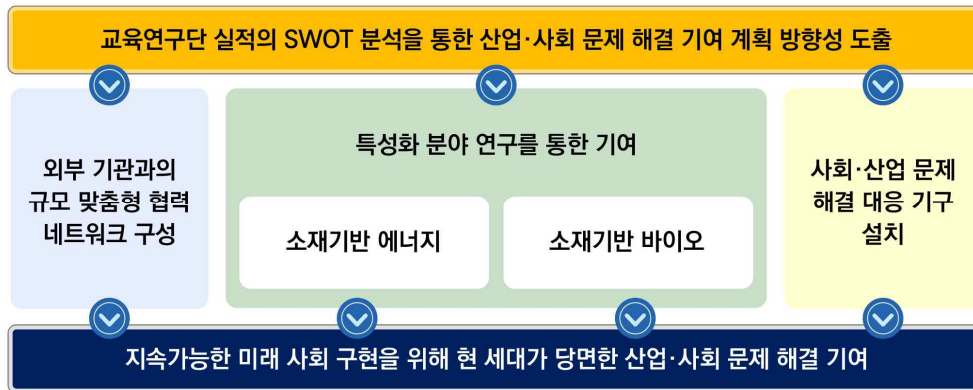 교육연구단 실적의 SWOT 분석을 통한 산업·사회 문제 해결 기여 계획 방향성 도출
외부 기관과의
규모 맞춤형 협력
네트워크 구성
특성화 분야 연구를 통한 기여
소재기반 에너지
소재기반 바이오
사회·산업 문제
해결 대응 기구
설치
지속가능한 미래 사회 구현을 위해 현 세대가 당면한 산업·사회 문제 해결 기여